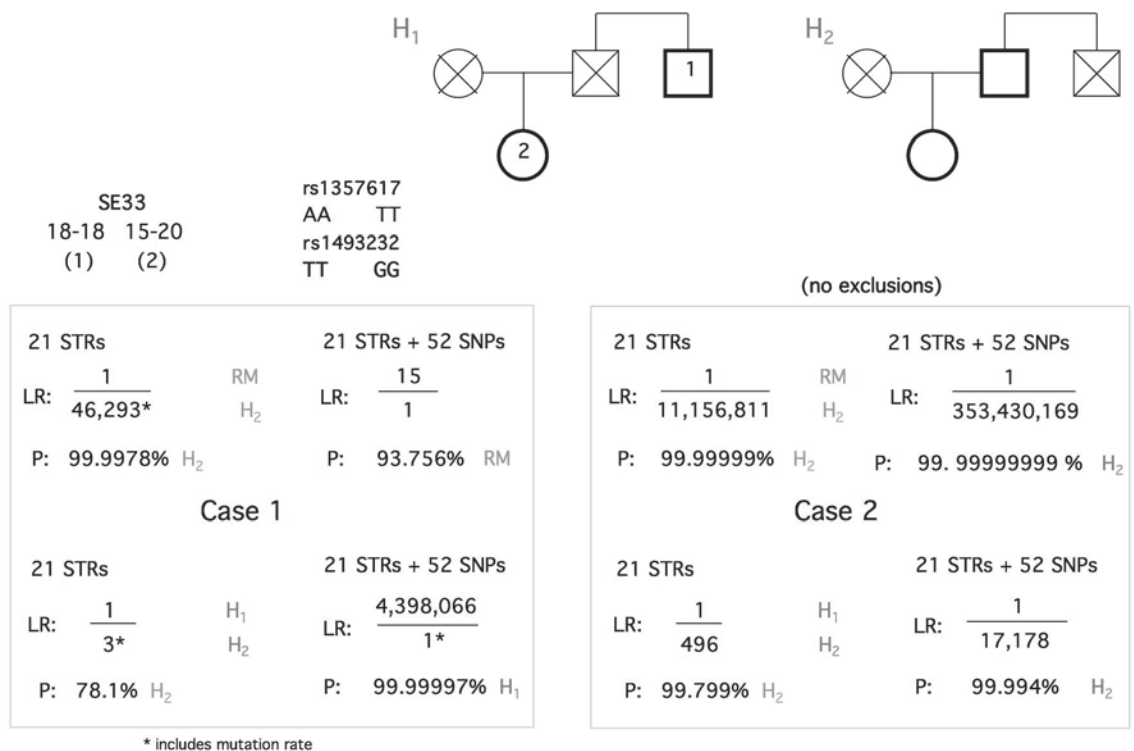 H₁
H₂
1
2
SE33
18-18 15-20
(1) (2)
rs1357617
AA TT
rs1493232
TT GG
(no exclusions)
21 STRs
LR: 1
46,293*
RM
H₂
P: 99.9978% H₂
21 STRs + 52 SNPs
LR: 15
1
P: 93.756% RM
Case 1
21 STRs
LR: 1
3*
H₁
H₂
P: 78.1% H₂
21 STRs + 52 SNPs
LR: 4,398,066
1*
P: 99.99997% H₁
* includes mutation rate
21 STRs
LR: 1
11,156,811
RM
H₂
P: 99.99999% H₂
21 STRs + 52 SNPs
LR: 1
353,430,169
P: 99. 99999999 % H₂
Case 2
21 STRs
LR: 1
496
H₁
H₂
P: 99.799% H₂
21 STRs + 52 SNPs
LR: 1
17,178
P: 99.994% H₂